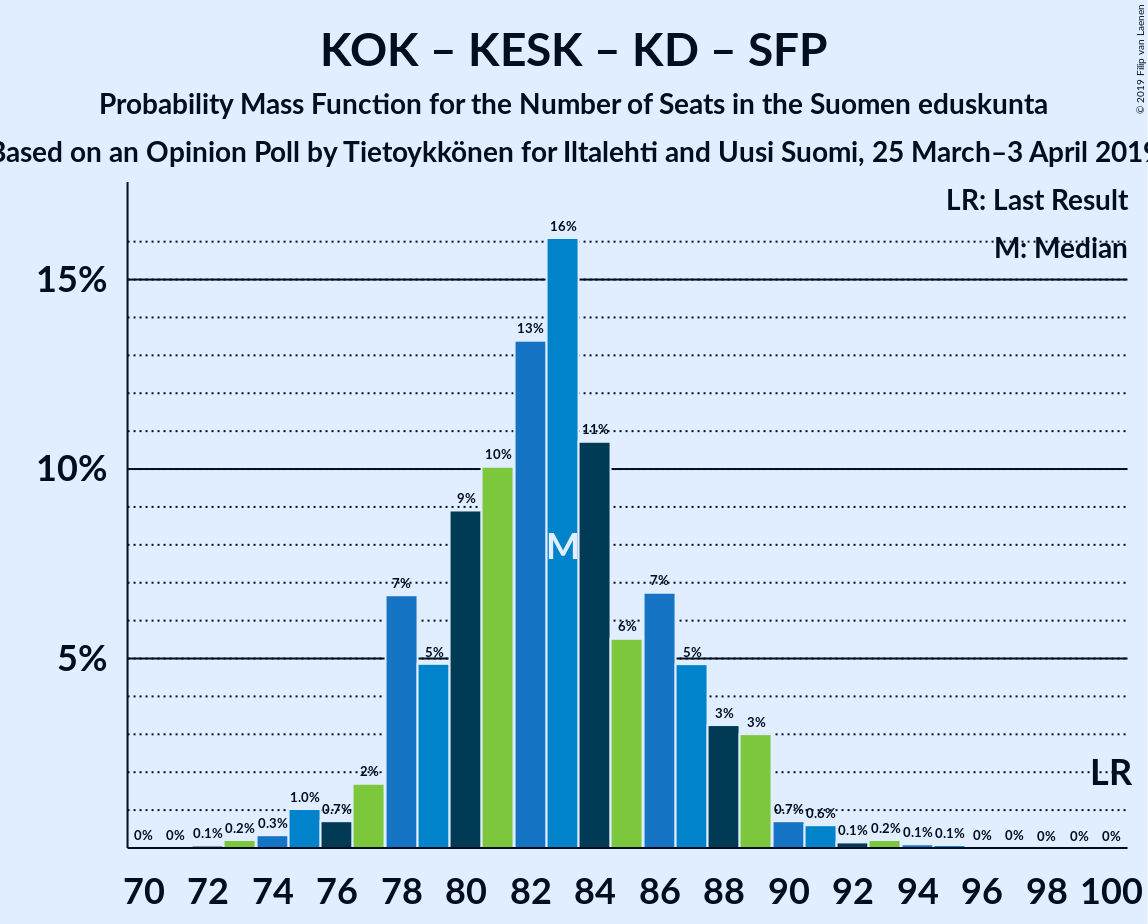 KOK – KESK – KD – SFP
Probability Mass Function for the Number of Seats in the Suomen eduskunta
Based on an Opinion Poll by Tietoykkönen for Iltalehti and Uusi Suomi, 25 March–3 April 2019
© 2019 Filip van Laenen
LR: Last Result
M: Median
15%
10%
5%
0% 0% 0.1% 0.2% 0.3% 1.0% 0.7% 2% 7% 5% 9% 10% 13% 16% 11% 6% 7% 5% 3% 3% 0.7% 0.6% 0.1% 0.2% 0.1% 0.1% 0% 0% 0% 0% 0%
M
LR
70 72 74 76 78 80 82 84 86 88 90 92 94 96 98 100